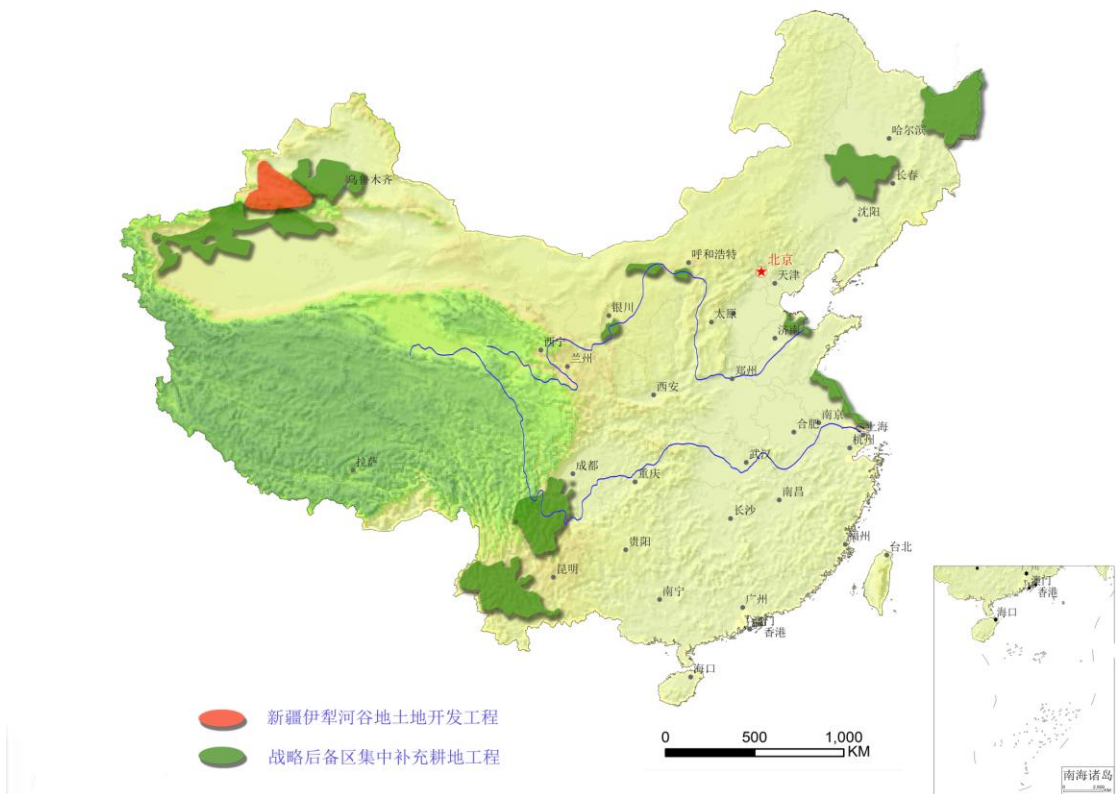 哈尔滨
长春
乌鲁木齐
沈阳
呼和浩特
北京
天津
银川
太原
济南
西宁
兰州
郑州
西安
南京
合肥
上海
杭州
拉萨
成都
武汉
重庆
南昌
长沙
福州
贵阳
台北
昆明
南宁
广州
澳门
香港
海口
澳门
香港
海口
新疆伊犁河谷地土地开发工程
战略后备区集中补充耕地工程
0 500 1,000
KM
南海诸岛